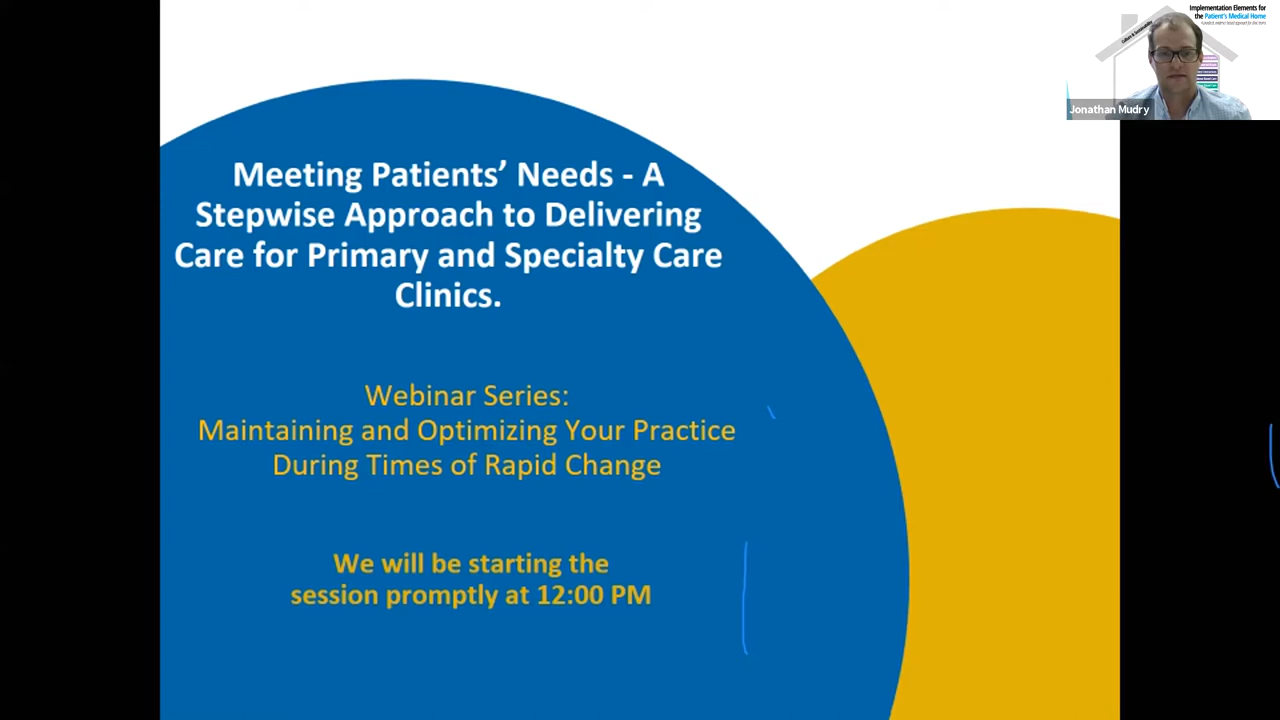 Meeting Patients’ Needs - A
Stepwise Approach to Delivering
Care for Primary and Specialty Care
Clinics.
Webinar Series:
Maintaining and Optimizing Your Practice
During Times of Rapid Change
We will be starting the
session promptly at 12:00 PM
Implementation Elements for
the Patient's Medical Home
Jonathan Mudry